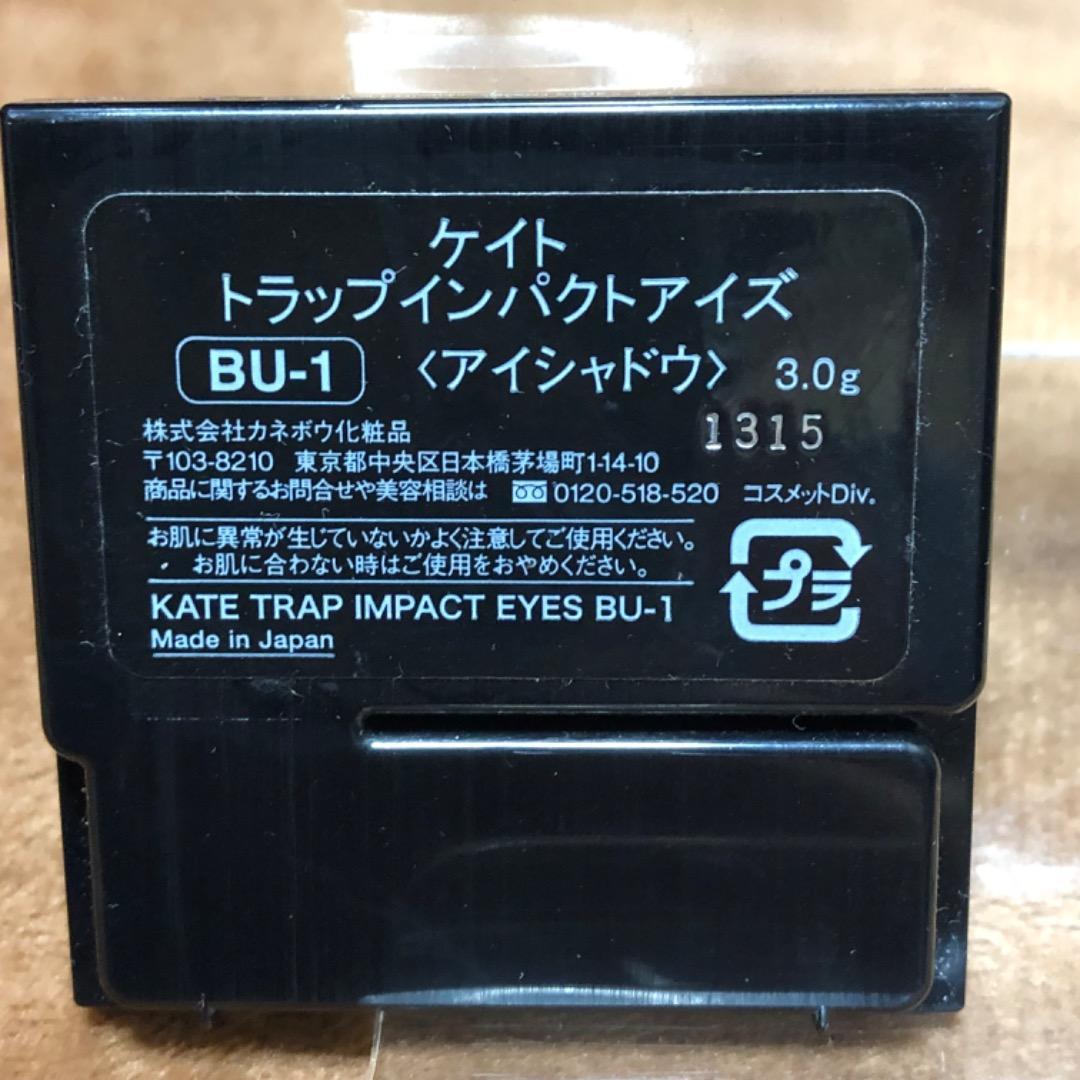 ケイト
トラップインパクトアイズ
BU-1 〈アイシャドウ〉 3.0g
1315
株式会社カネボウ化粧品
〒103-8210 東京都中央区日本橋茅場町1-14-10
商品に関するお問合せや美容相談は 0120-518-520 コスメットDiv.
お肌に異常が生じていないかよく注意してご使用ください。
お肌に合わない時はご使用をおやめください。
プラ
KATE TRAP IMPACT EYES BU-1
Made in Japan